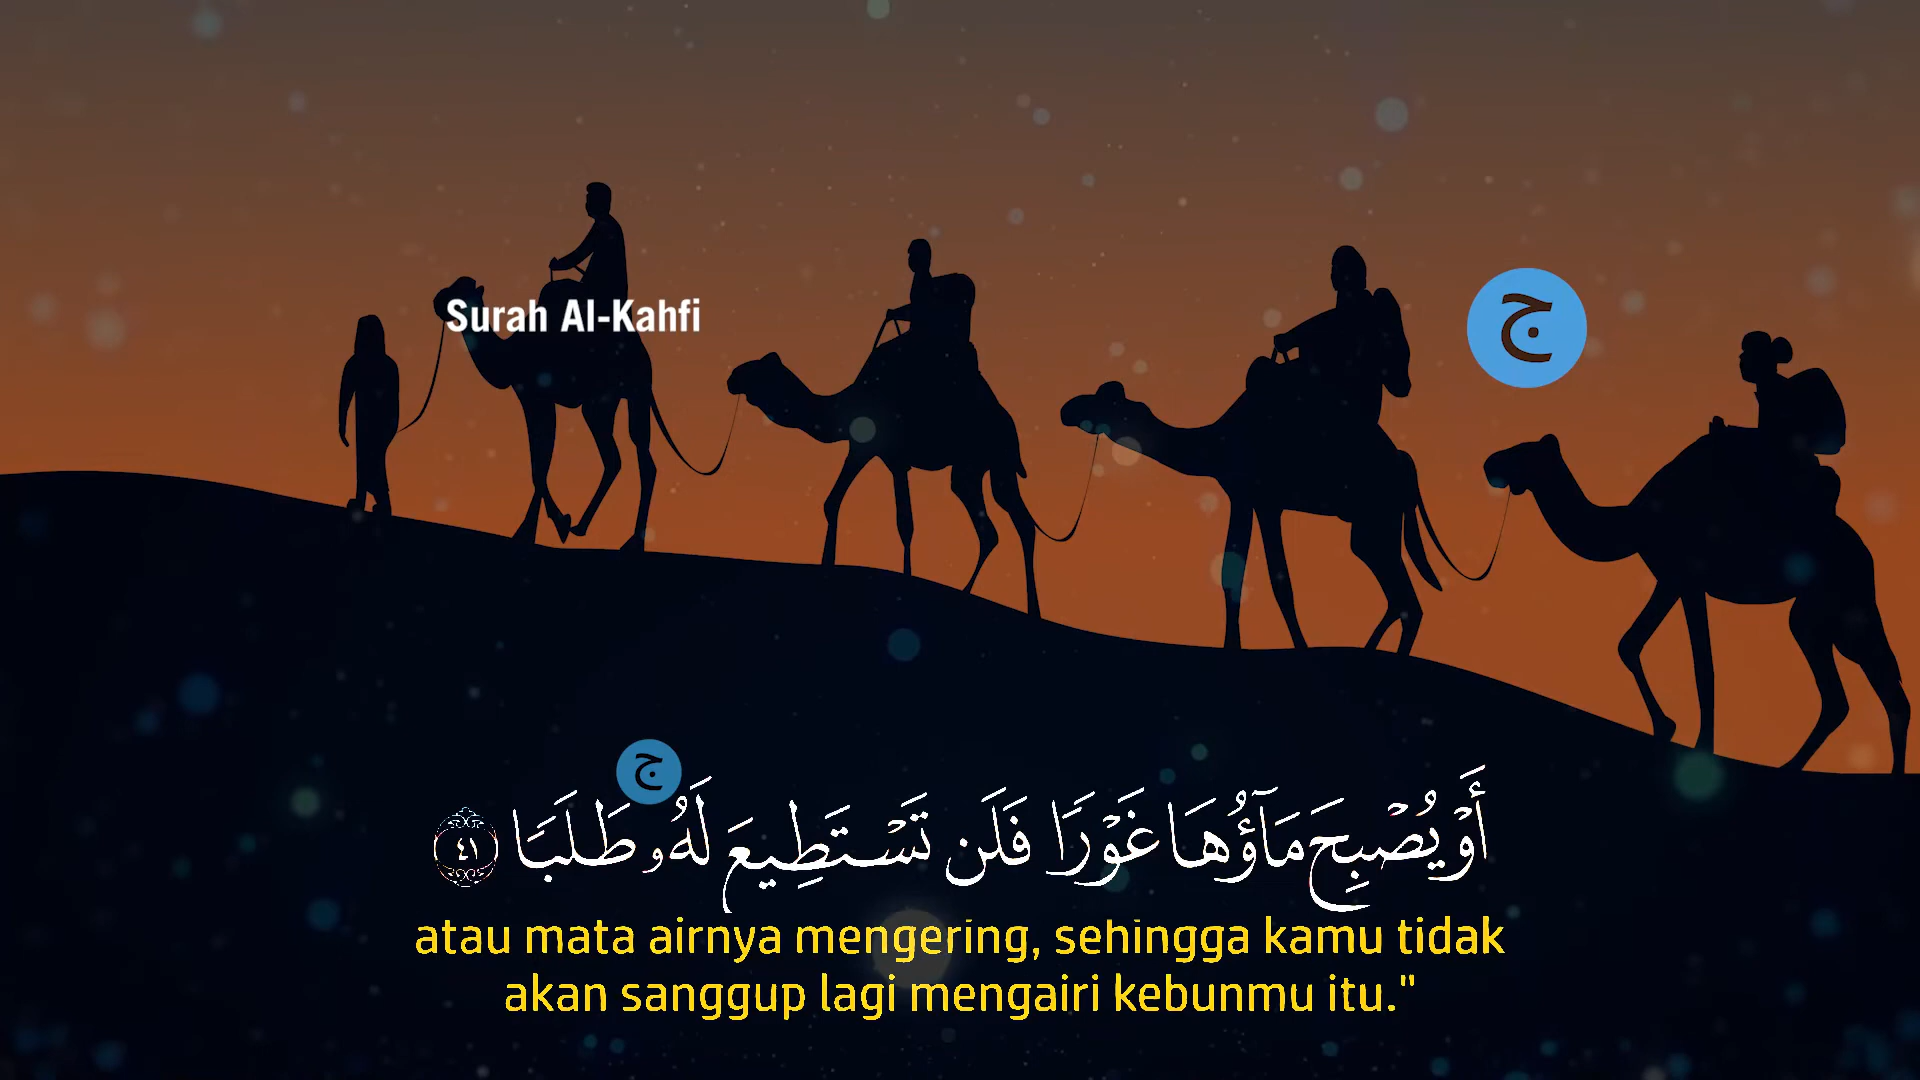 Surah Al-Kahfi
ج
ج
أَوْ يُصْبِحَ مَآؤُهَا غَوْرًا فَلَن تَسْتَطِيعَ لَهُۥ طَلَبًا ٤١
atau mata airnya mengering, sehingga kamu tidak
akan sanggup lagi mengairi kebunmu itu."